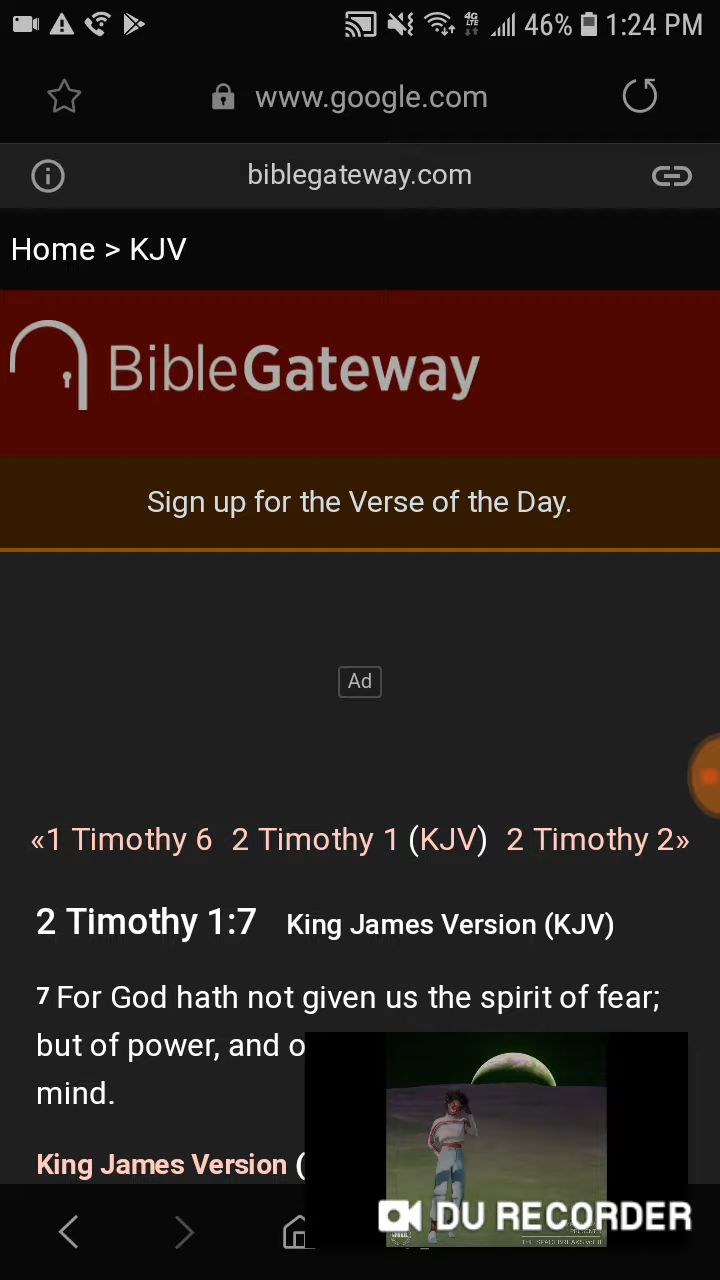 4G
LTE
46%
1:24 PM
www.google.com
biblegateway.com
Home > KJV
BibleGateway
Sign up for the Verse of the Day.
Ad
«1 Timothy 6 2 Timothy 1 (KJV) 2 Timothy 2»
2 Timothy 1:7 King James Version (KJV)
7 For God hath not given us the spirit of fear;
but of power, and o
mind.
King James Version (
DU RECORDER